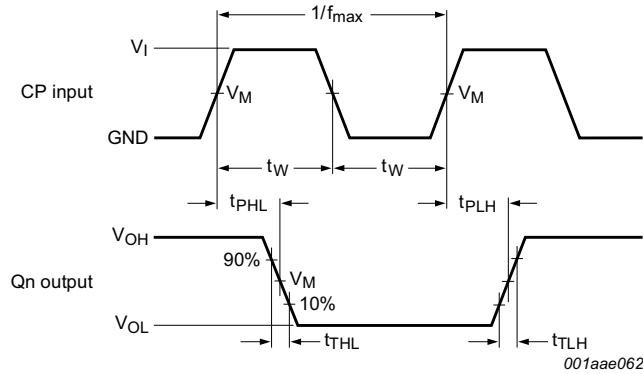 1/fmax
VI
CP input
VM
VM
GND
tW
tW
tPHL
tPLH
VOH
90%
VM
Qn output
10%
VOL
tTHL
tTLH
001aae062